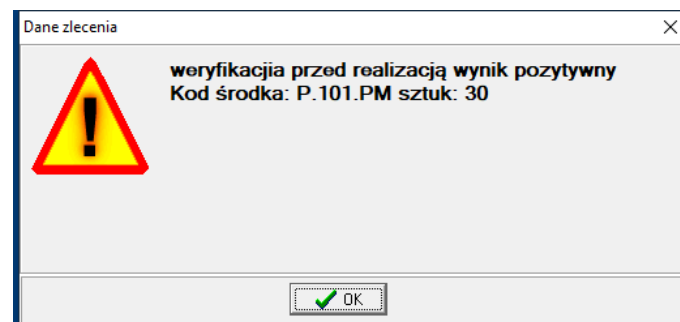 Dane zlecenia
weryfikacjia przed realizacją wynik pozytywny
Kod środka: P.101.PM sztuk: 30
OK